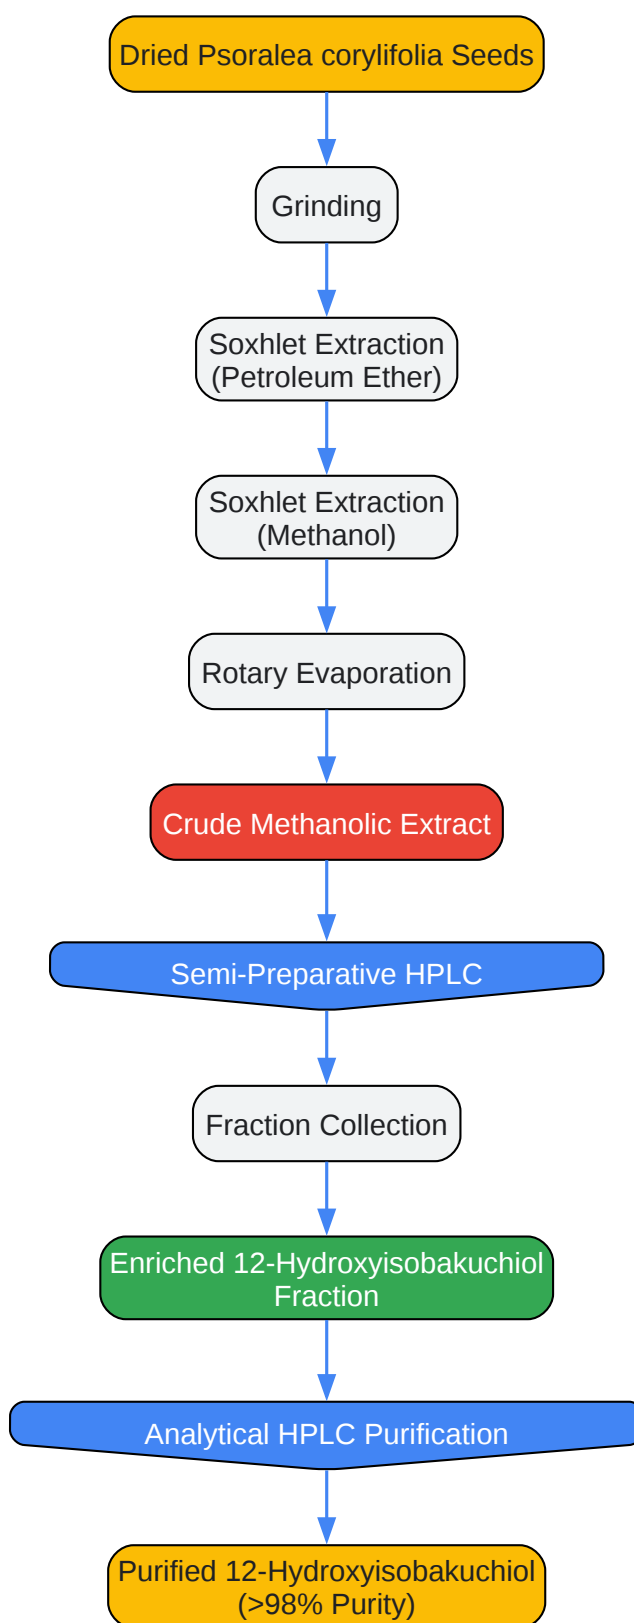 Dried Psoralea corylifolia Seeds
Grinding
Soxhlet Extraction
(Petroleum Ether)
Soxhlet Extraction
(Methanol)
Rotary Evaporation
Crude Methanolic Extract
Semi-Preparative HPLC
Fraction Collection
Enriched 12-Hydroxyisobakuchiol
Fraction
Analytical HPLC Purification
Purified 12-Hydroxyisobakuchiol
(>98% Purity)